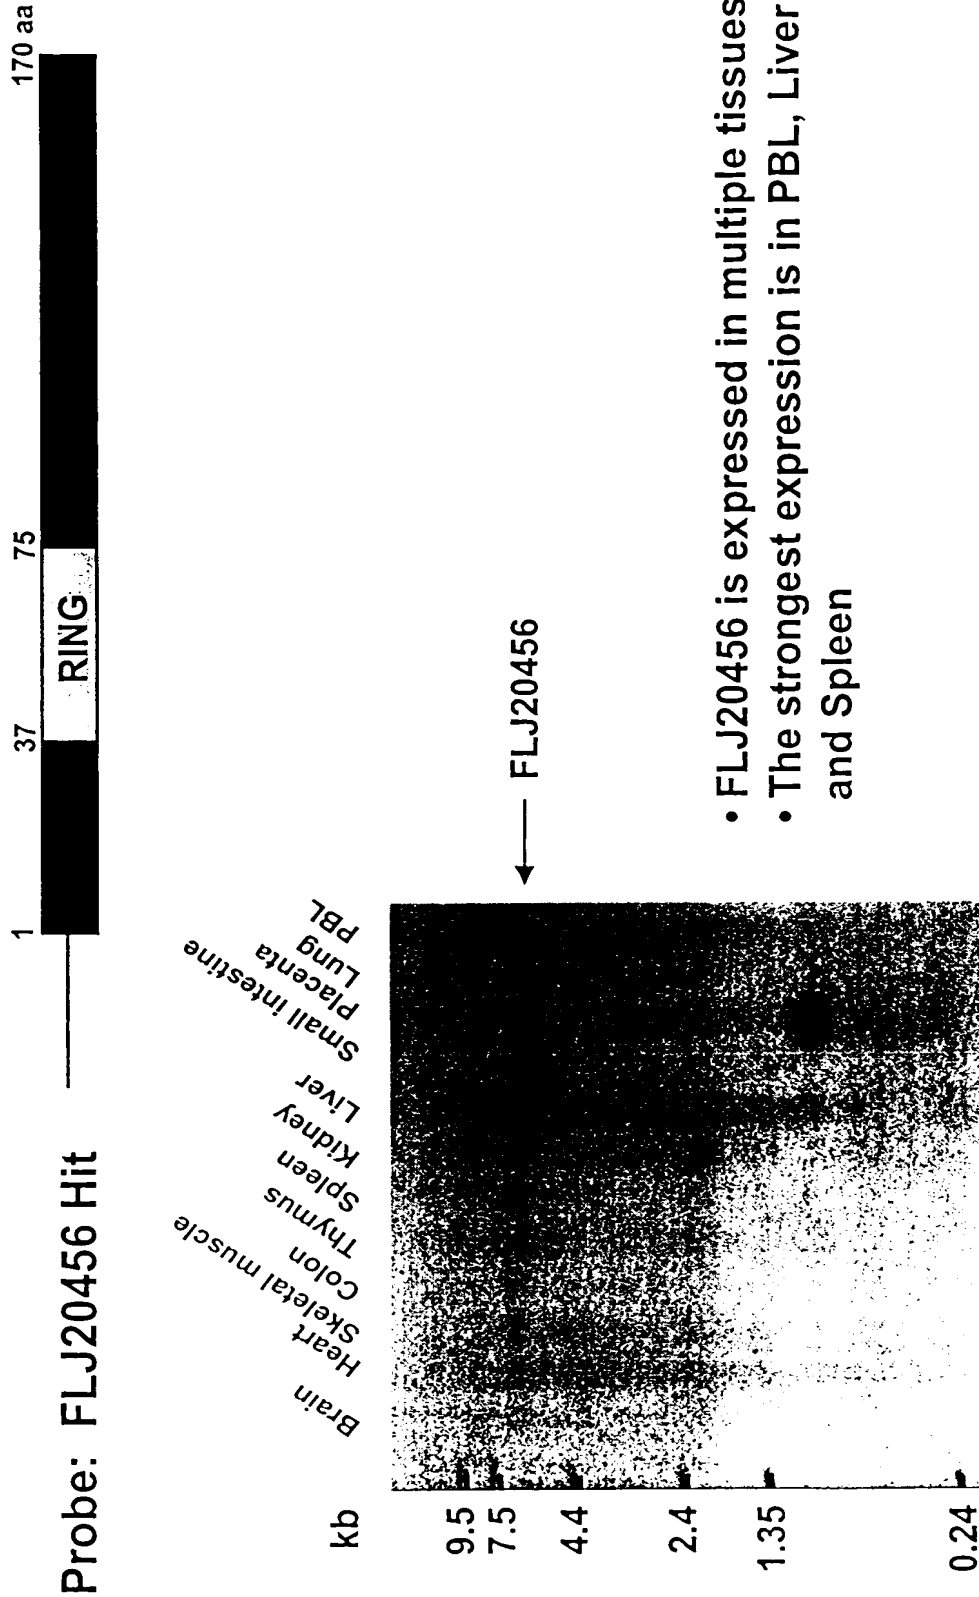 Probe: FLJ20456 Hit
1
37
RING
75
170 aa
kb
Brain
Heart
Skeletal muscle
Colon
Thymus
Spleen
Kidney
Liver
Small intestine
Placenta
Lung
PBL
9.5
7.5
4.4
2.4
1.35
0.24
FLJ20456
• FLJ20456 is expressed in multiple tissues
• The strongest expression is in PBL, Liver
and Spleen